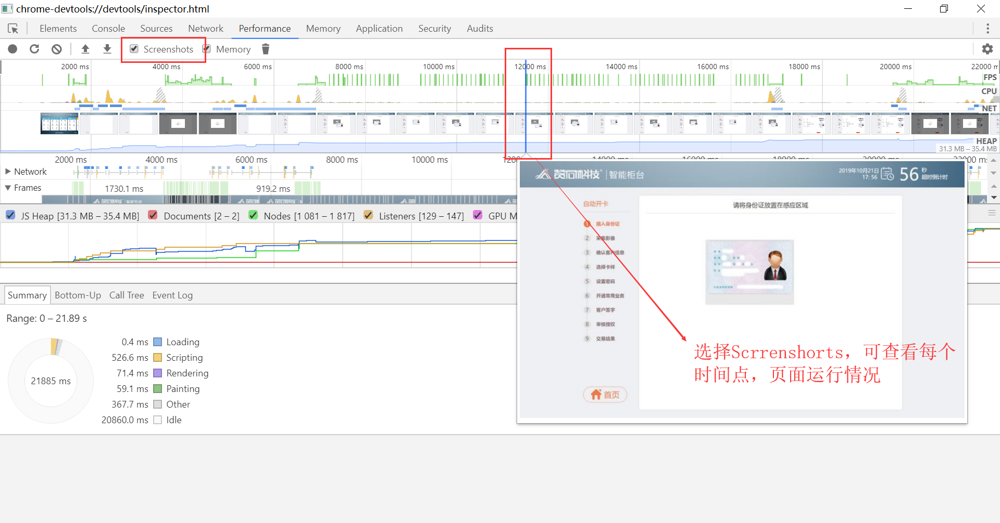 chrome-devtools://devtools/inspector.html
Elements Console Sources Network Performance Memory Application Security Audits
Screenshots Memory
2000 ms 4000 ms 6000 ms 8000 ms 10000 ms 12000 ms 14000 ms 16000 ms 18000 ms 20000 ms 22000 m
FPS
CPU
NET
HEAP
31.3 MB – 35.4 MB
2000 ms 4000 ms 6000 ms 8000 ms 10000 ms 1200 14000 ms 16000 ms 18000 ms 20000 ms 22000 ms
Network
Frames 1730.1 ms 919.2 ms
JS Heap [31.3 MB – 35.4 MB] Documents [2 – 2] Nodes [1 081 – 1 817] Listeners [129 – 147] GPU M
Summary Bottom-Up Call Tree Event Log
Range: 0 – 21.89 s
21885 ms
0.4 ms Loading
526.6 ms Scripting
71.4 ms Rendering
59.1 ms Painting
367.7 ms Other
20860.0 ms Idle
科技 智能柜台
2019年10月21日
17: 56
56 秒
超时倒计时
自助开卡
1 插入身份证
2 采集影像
3 确认客户信息
4 选择卡样
5 设置密码
6 开通常用业务
7 客户签字
8 审核授权
9 交易结果
首页
请将身份证放置在感应区域
选择Scrrenshorts，可查看每个
时间点，页面运行情况